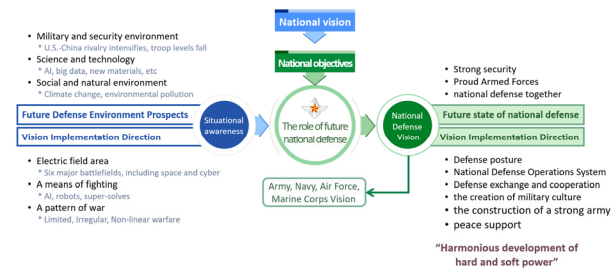 National vision
National objectives
• Military and security environment
* U.S.-China rivalry intensifies, troop levels fall
• Science and technology
* AI, big data, new materials, etc
• Social and natural environment
* Climate change, environmental pollution
Future Defense Environment Prospects
Vision Implementation Direction
• Electric field area
* Six major battlefields, including space and cyber
• A means of fighting
* AI, robots, super-solves
• A pattern of war
* Limited, Irregular, Non-linear warfare
Situational
awareness
The role of future
national defense
Army, Navy, Air Force,
Marine Corps Vision
National
Defense
Vision
• Strong security
• Proud Armed Forces
• national defense together
Future state of national defense
Vision Implementation Direction
• Defense posture
• National Defense Operations System
• Defense exchange and cooperation
• the creation of military culture
• the construction of a strong army
• peace support
“Harmonious development of
hard and soft power”